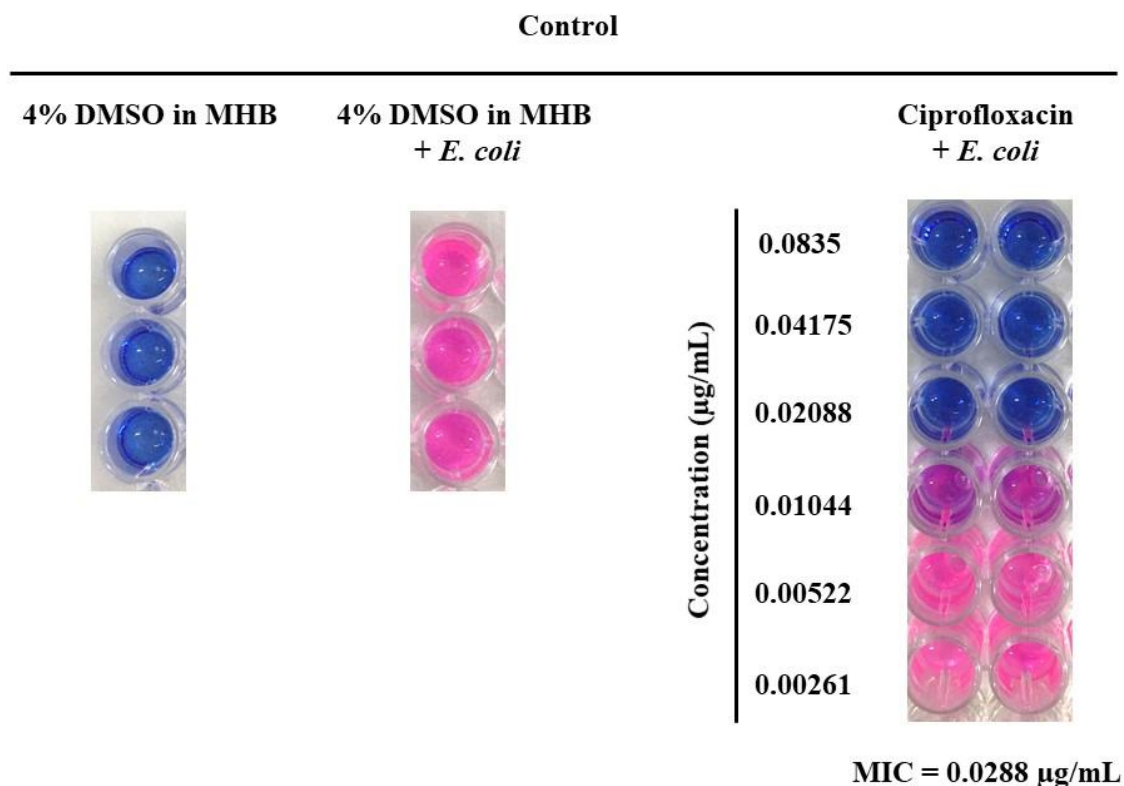 Control
4% DMSO in MHB
4% DMSO in MHB
+ E. coli
Ciprofloxacin
+ E. coli
Concentration (µg/mL)
0.0835
0.04175
0.02088
0.01044
0.00522
0.00261
MIC = 0.0288 µg/mL